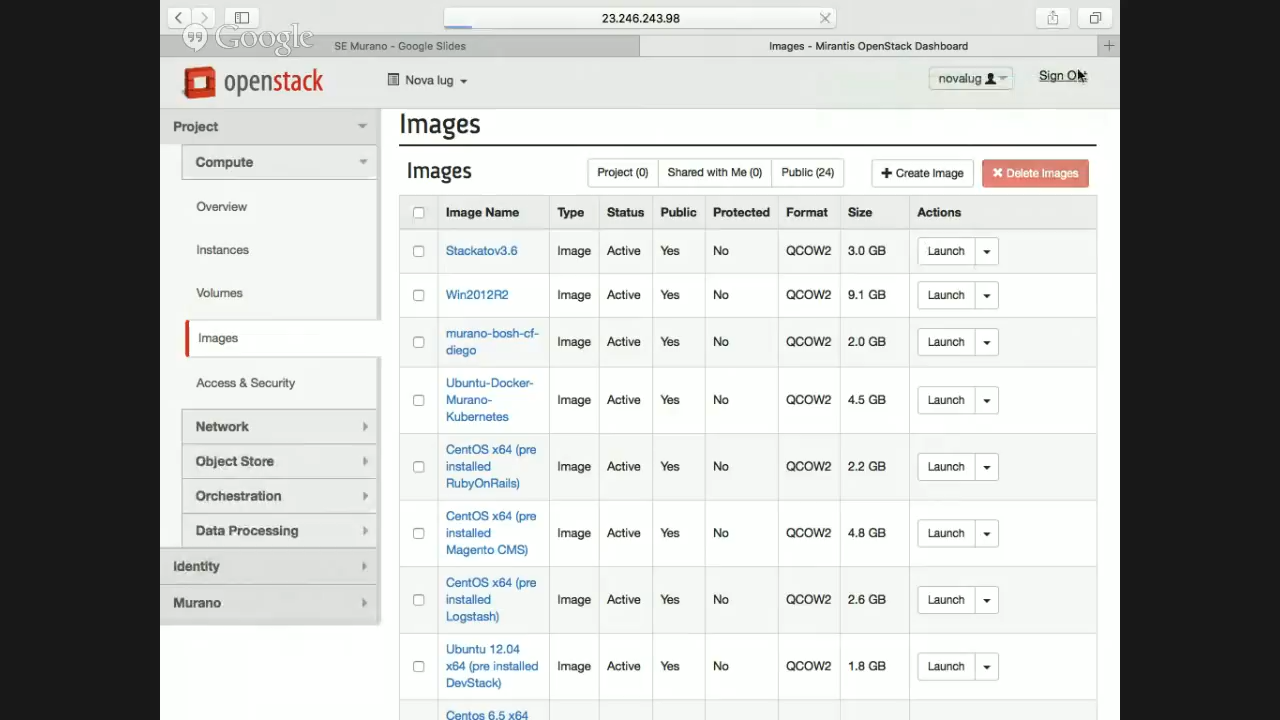 23.246.243.98
Google
SE Murano - Google Slides
Images - Mirantis OpenStack Dashboard
openstack
Nova lug
novalug
Sign
Project
Compute
Overview
Instances
Volumes
Images
Access & Security
Network
Object Store
Orchestration
Data Processing
Identity
Murano
Images
Images
Project (0) Shared with Me (0) Public (24) Create Image Delete Images
Image Name Type Status Public Protected Format Size Actions
Stackatov3.6 Image Active Yes No QCOW2 3.0 GB Launch
Win2012R2 Image Active Yes No QCOW2 9.1 GB Launch
murano-bosh-cf-
diego Image Active Yes No QCOW2 2.0 GB Launch
Ubuntu-Docker-
Murano- Image Active Yes No QCOW2 4.5 GB Launch
Kubernetes
CentOS x64 (pre
installed Image Active Yes No QCOW2 2.2 GB Launch
RubyOnRails)
CentOS x64 (pre
installed Image Active Yes No QCOW2 4.8 GB Launch
Magento CMS)
CentOS x64 (pre
installed Image Active Yes No QCOW2 2.6 GB Launch
Logstash)
Ubuntu 12.04
x64 (pre installed Image Active Yes No QCOW2 1.8 GB Launch
DevStack)
Centos 6.5 x64